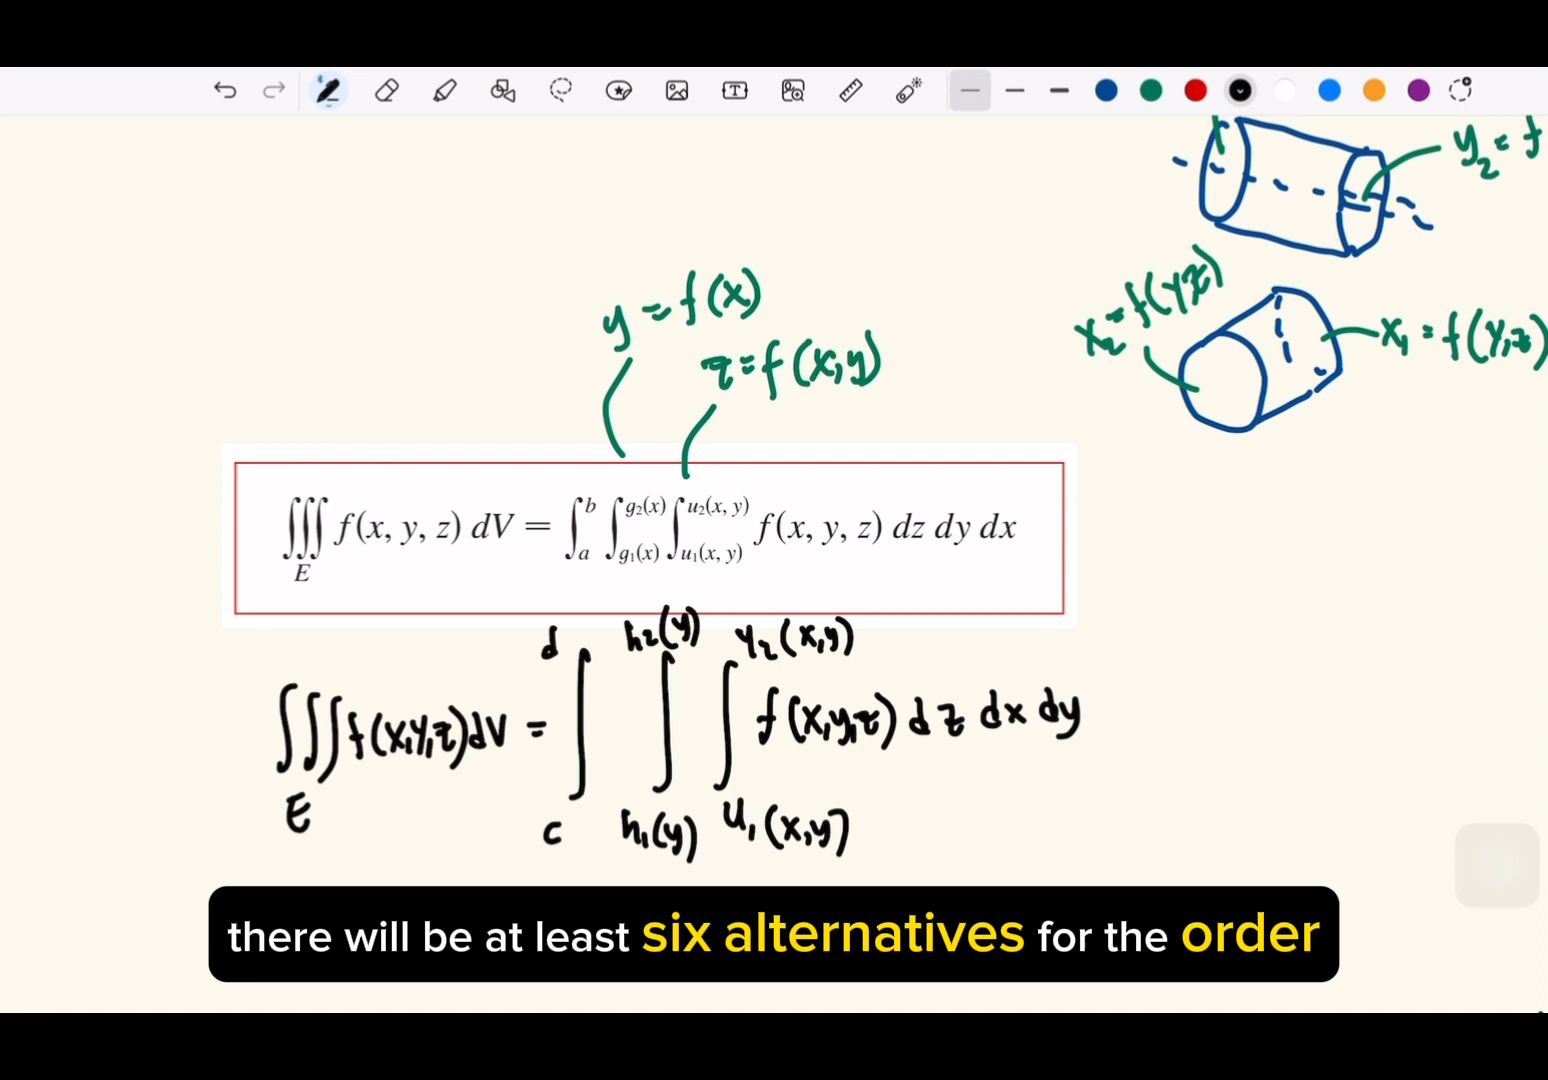 y₂ = f
x₂ = f(y,z)
x₁ = f(y,z)
y = f(x)
z = f(x,y)
∭_E f(x, y, z) dV = ∫_a^b ∫_{g₁(x)}^{g₂(x)} ∫_{u₁(x, y)}^{u₂(x, y)} f(x, y, z) dz dy dx
∭_E f(x,y,z) dV = ∫_c^d ∫_{h₁(y)}^{h₂(y)} ∫_{u₁(x,y)}^{y₂(x,y)} f(x,y,z) dz dx dy
there will be at least six alternatives for the order